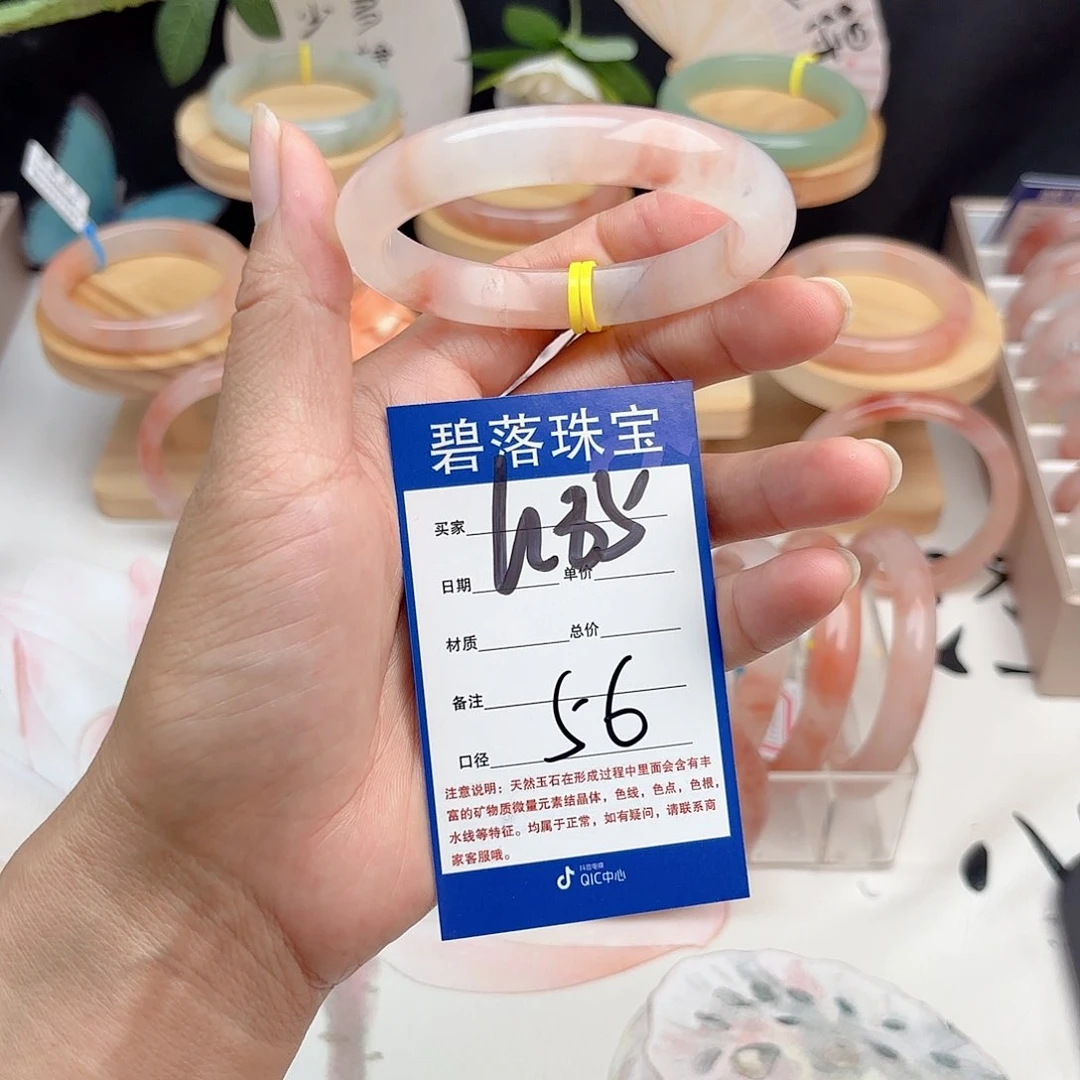 碧落珠宝
买家
日期 单价
材质 总价
备注
56
口径
注意说明：天然玉石在形成过程中里面会含有丰
富的矿物质微量元素结晶体，色线，色点，色根，
水线等特征。均属于正常，如有疑问，请联系商
家客服哦。
抖音电商
QIC中心